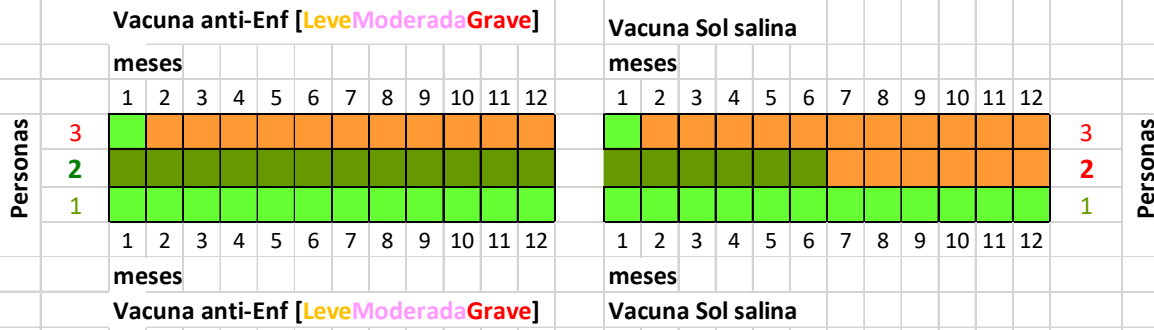 Vacuna anti-Enf [LeveModeradaGrave] Vacuna Sol salina
meses meses
1 2 3 4 5 6 7 8 9 10 11 12 1 2 3 4 5 6 7 8 9 10 11 12
Personas
3 3
2 2
1 1
Personas
1 2 3 4 5 6 7 8 9 10 11 12 1 2 3 4 5 6 7 8 9 10 11 12
meses meses
Vacuna anti-Enf [LeveModeradaGrave] Vacuna Sol salina